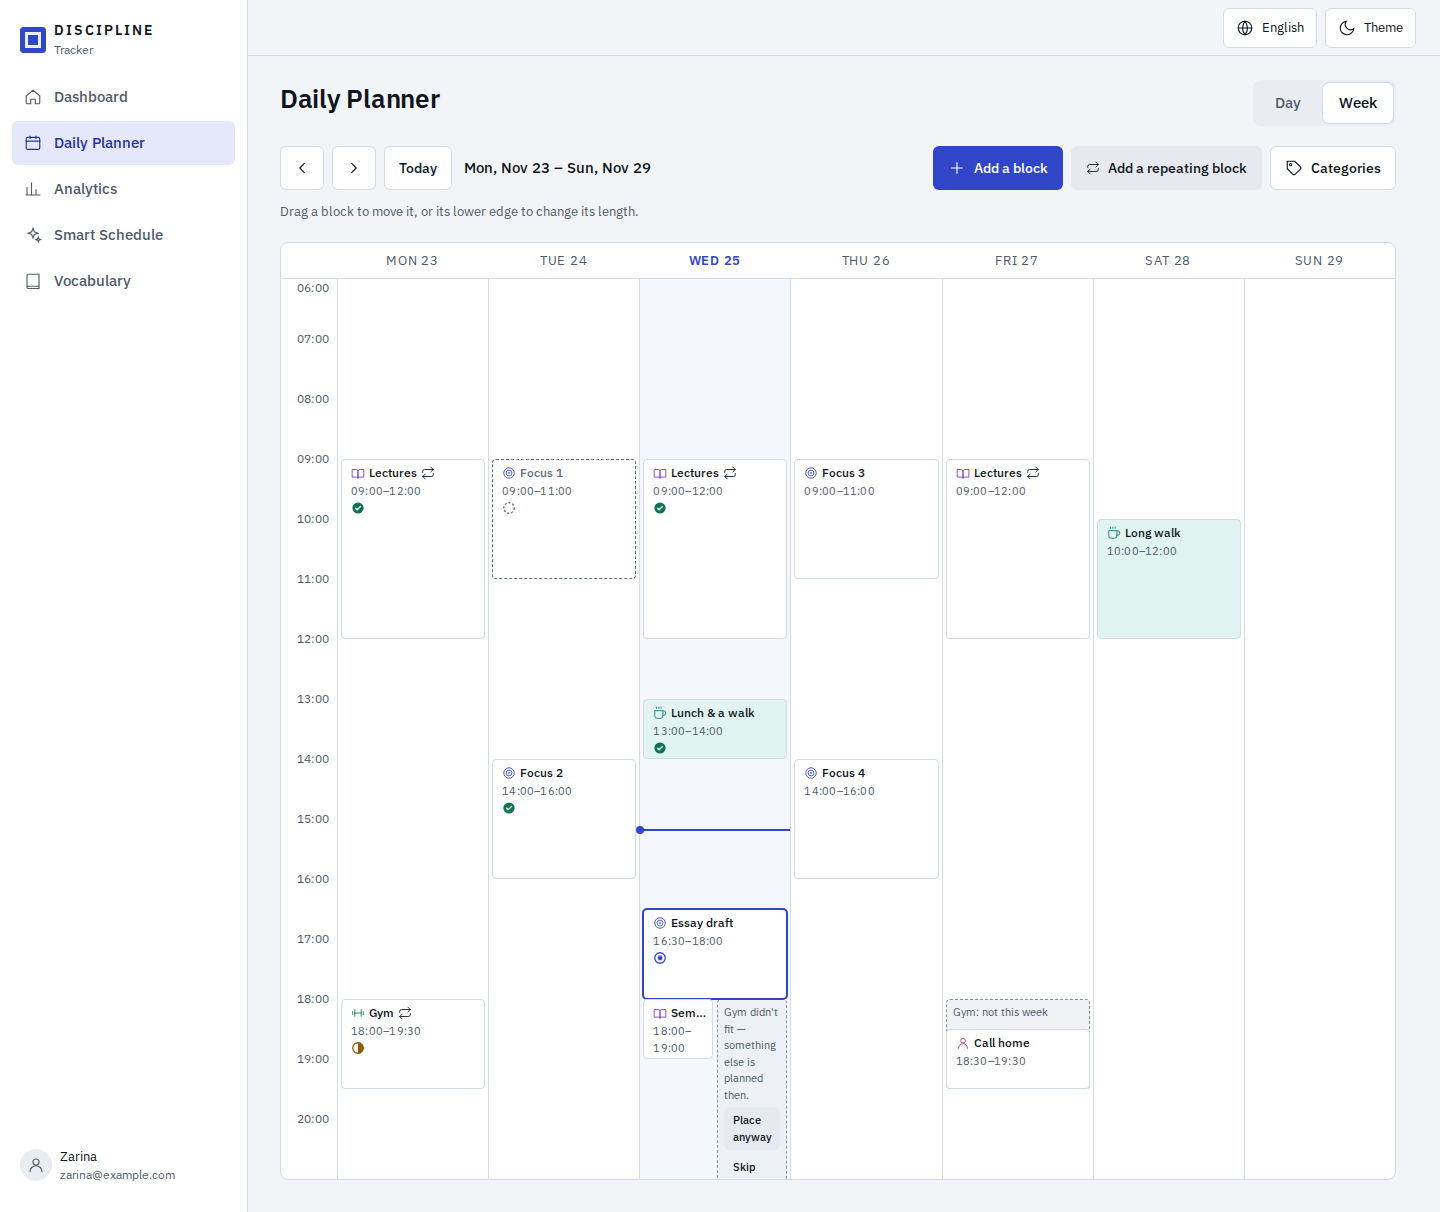 DISCIPLINE
Tracker
Dashboard
Daily Planner
Analytics
Smart Schedule
Vocabulary
Zarina
zarina@example.com
English
Theme
Daily Planner
Day
Week
Today
Mon, Nov 23 – Sun, Nov 29
Add a block
Add a repeating block
Categories
Drag a block to move it, or its lower edge to change its length.
MON 23
TUE 24
WED 25
THU 26
FRI 27
SAT 28
SUN 29
06:00
07:00
08:00
09:00
10:00
11:00
12:00
13:00
14:00
15:00
16:00
17:00
18:00
19:00
20:00
Lectures
09:00–12:00
Gym
18:00–19:30
Focus 1
09:00–11:00
Focus 2
14:00–16:00
Lectures
09:00–12:00
Lunch & a walk
13:00–14:00
Essay draft
16:30–18:00
Sem...
18:00–
19:00
Gym didn't
fit —
something
else is
planned
then.
Place
anyway
Skip
Focus 3
09:00–11:00
Focus 4
14:00–16:00
Lectures
09:00–12:00
Gym: not this week
Call home
18:30–19:30
Long walk
10:00–12:00